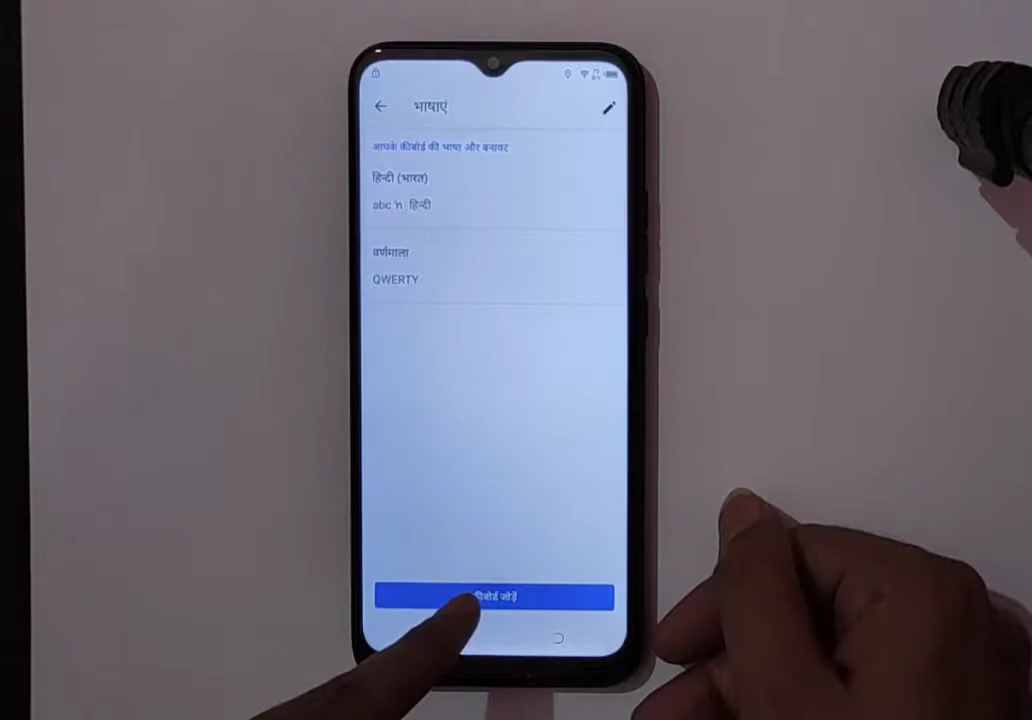 भाषाएं
आपके कीबोर्ड की भाषा और बनावट
हिन्दी (भारत)
abc 'n हिन्दी
वर्णमाला
QWERTY
जोड़ें